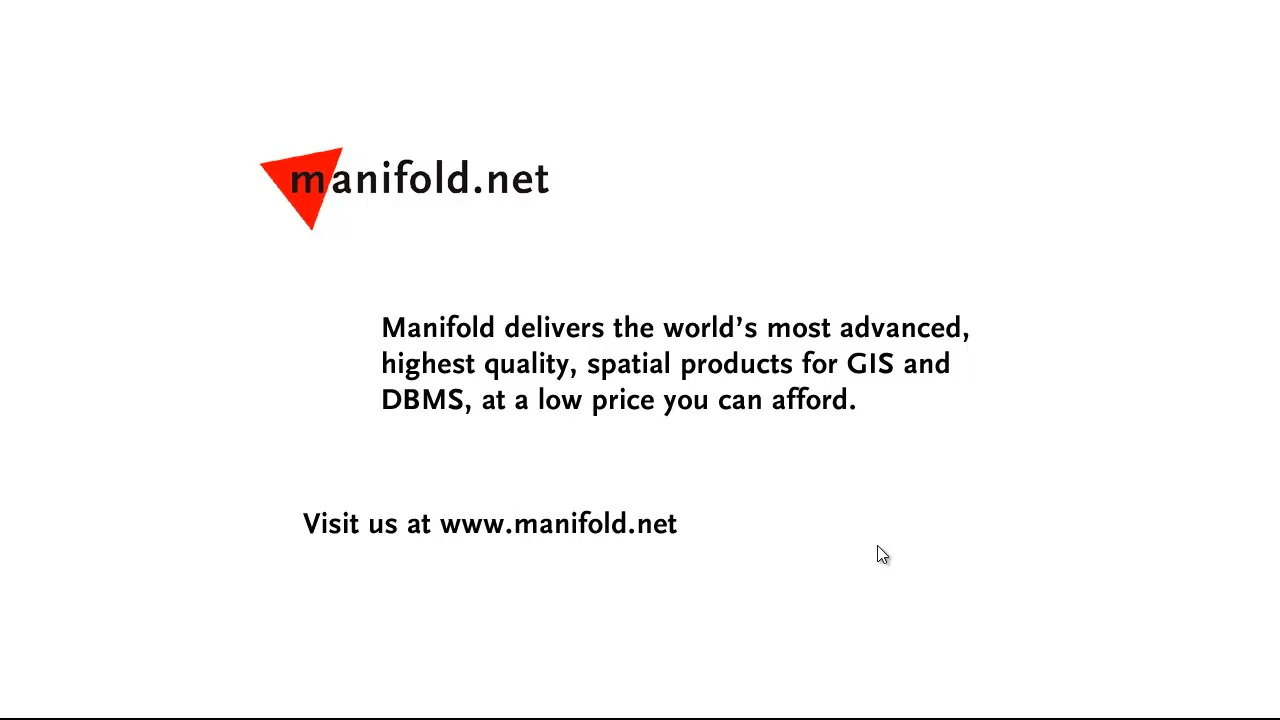 manifold.net
Manifold delivers the world’s most advanced,
highest quality, spatial products for GIS and
DBMS, at a low price you can afford.
Visit us at www.manifold.net